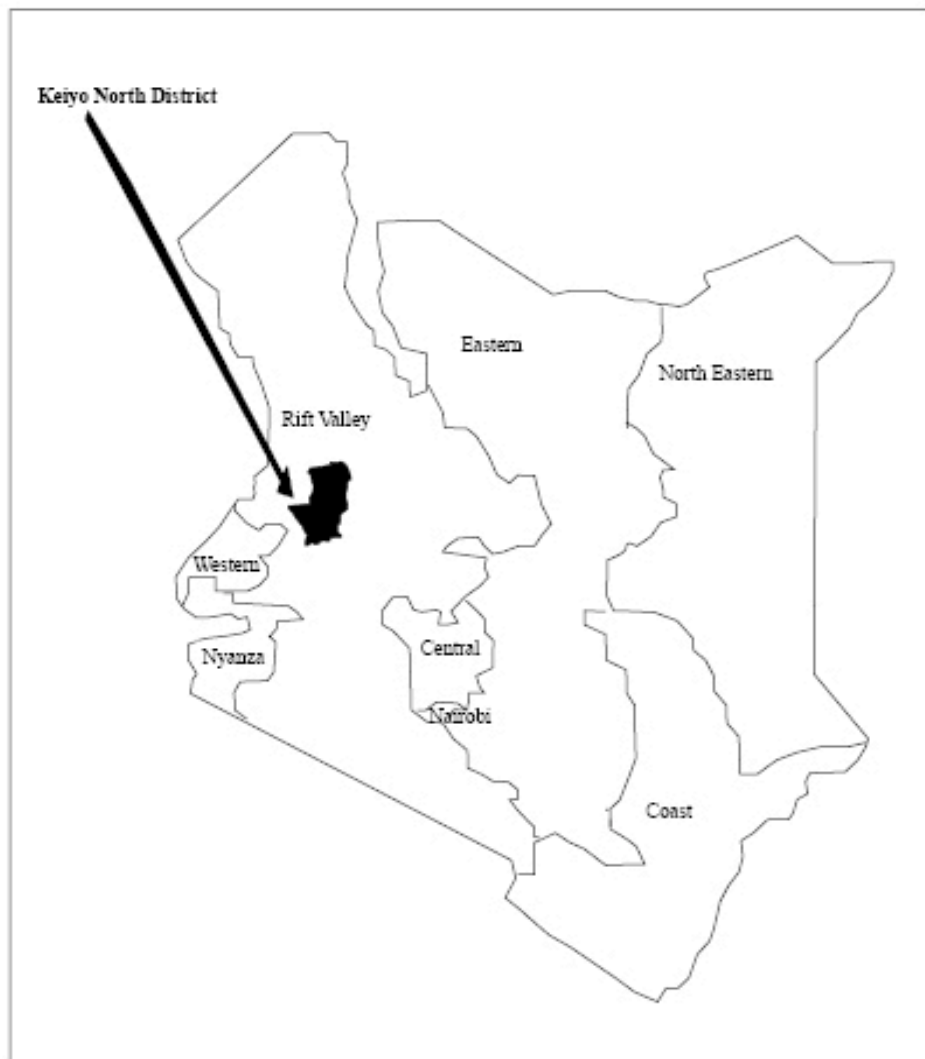 Keiyo North District
Eastern
North Eastern
Rift Valley
Western
Central
Nyanza
Nairobi
Coast